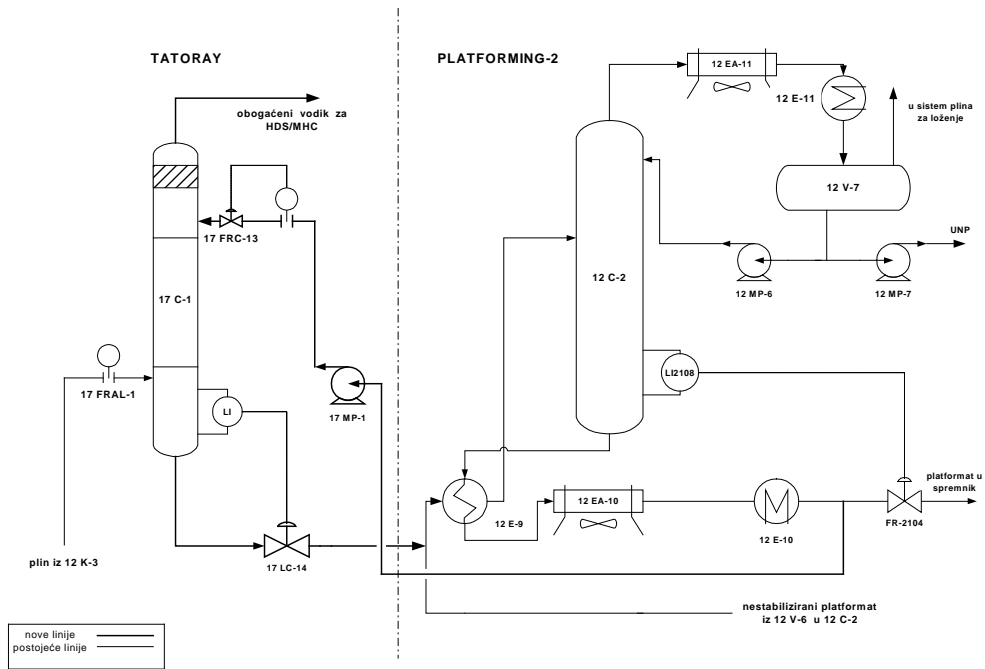 TATORAY
PLATFORMING-2
obogaćeni vodik za
HDS/MHC
17 FRC-13
17 C-1
17 FRAL-1
LI
17 MP-1
17 LC-14
plin iz 12 K-3
nove linije
postojeće linije
12 EA-11
12 E-11
u sistem plina
za loženje
12 V-7
UNP
12 MP-6
12 MP-7
12 C-2
LI2108
12 E-9
12 EA-10
12 E-10
platformat u
spremnik
FR-2104
nestabilizirani platformat
iz 12 V-6 u 12 C-2